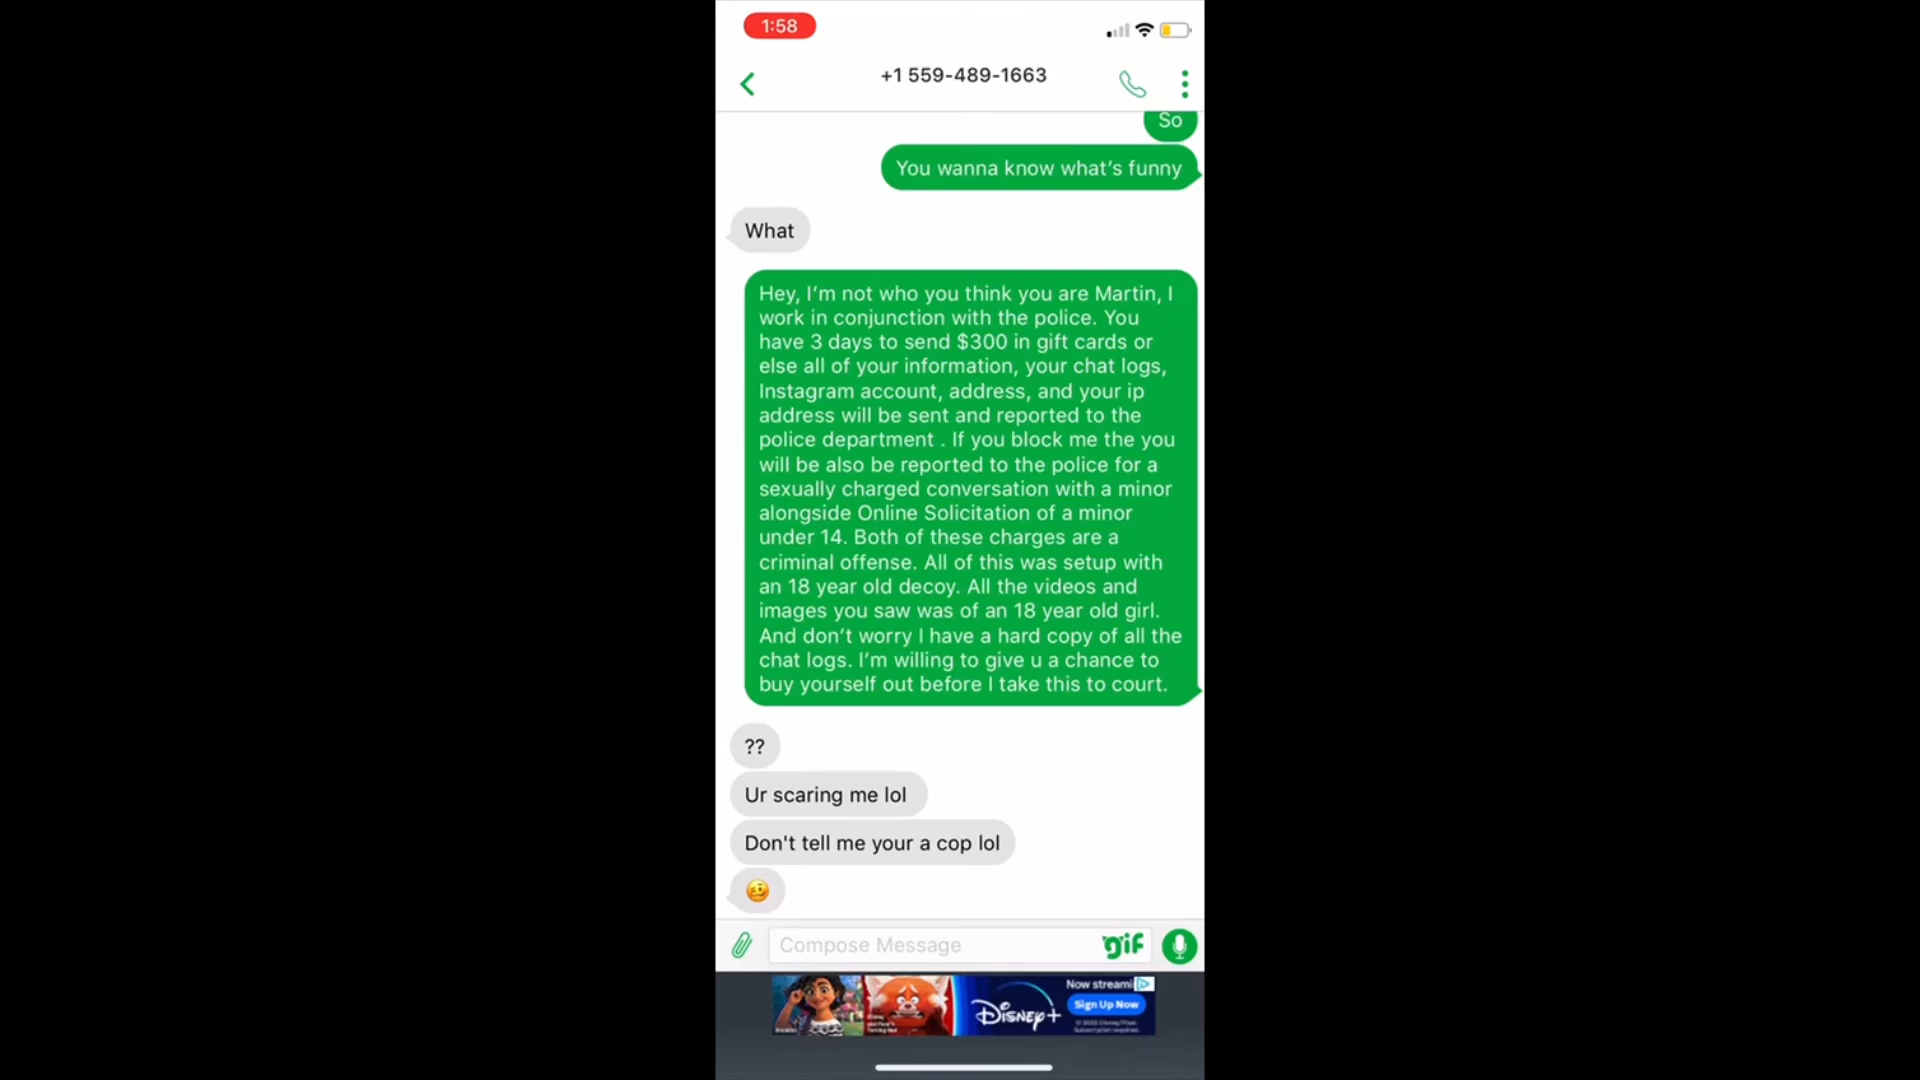 1:58
+1 559-489-1663
So
You wanna know what's funny
What
Hey, I'm not who you think you are Martin, I
work in conjunction with the police. You
have 3 days to send $300 in gift cards or
else all of your information, your chat logs,
Instagram account, address, and your ip
address will be sent and reported to the
police department . If you block me the you
will be also be reported to the police for a
sexually charged conversation with a minor
alongside Online Solicitation of a minor
under 14. Both of these charges are a
criminal offense. All of this was setup with
an 18 year old decoy. All the videos and
images you saw was of an 18 year old girl.
And don't worry I have a hard copy of all the
chat logs. I'm willing to give u a chance to
buy yourself out before I take this to court.
??
Ur scaring me lol
Don't tell me your a cop lol
Compose Message
gif
Now streami
Disney+
Sign Up Now